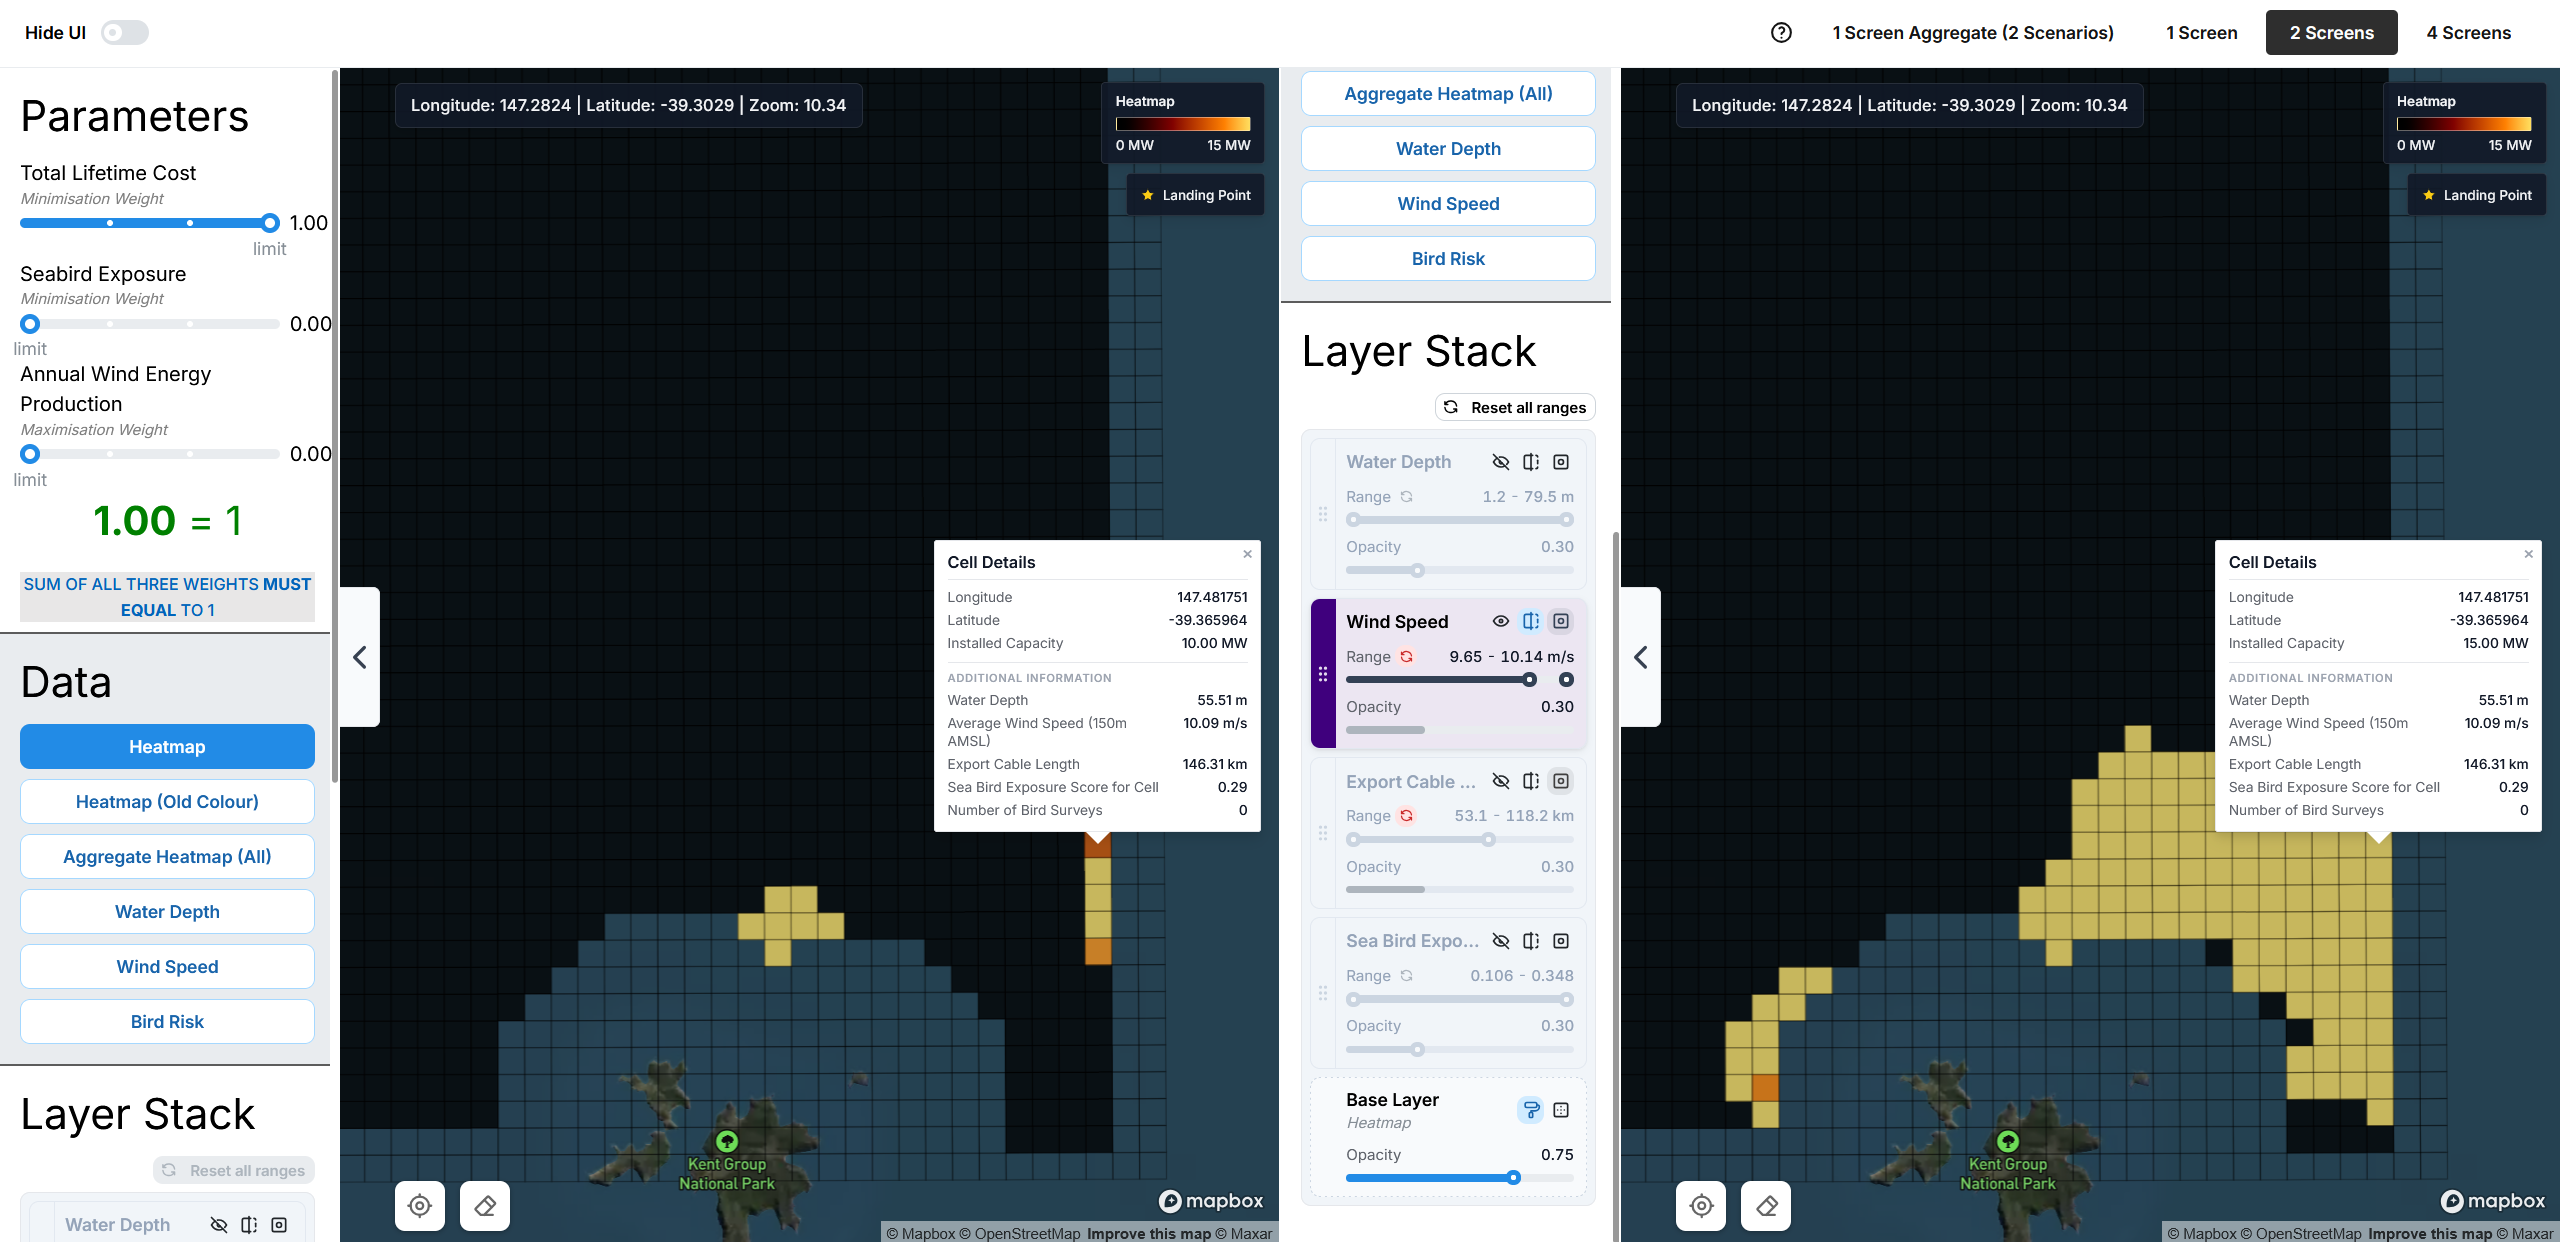 Hide UI
1 Screen Aggregate (2 Scenarios)
1 Screen
2 Screens
4 Screens
Parameters
Total Lifetime Cost
Minimisation Weight
1.00
limit
Seabird Exposure
Minimisation Weight
0.00
limit
Annual Wind Energy
Production
Maximisation Weight
0.00
limit
1.00 = 1
SUM OF ALL THREE WEIGHTS MUST
EQUAL TO 1
Data
Heatmap
Heatmap (Old Colour)
Aggregate Heatmap (All)
Water Depth
Wind Speed
Bird Risk
Layer Stack
Reset all ranges
Water Depth
Longitude: 147.2824 | Latitude: -39.3029 | Zoom: 10.34
Heatmap
0 MW 15 MW
Landing Point
Cell Details
Longitude 147.481751
Latitude -39.365964
Installed Capacity 10.00 MW
ADDITIONAL INFORMATION
Water Depth 55.51 m
Average Wind Speed (150m 10.09 m/s
AMSL)
Export Cable Length 146.31 km
Sea Bird Exposure Score for Cell 0.29
Number of Bird Surveys 0
Kent Group
National Park
mapbox
© Mapbox © OpenStreetMap Improve this map © Maxar
Aggregate Heatmap (All)
Water Depth
Wind Speed
Bird Risk
Layer Stack
Reset all ranges
Water Depth
Range 1.2 - 79.5 m
Opacity 0.30
Wind Speed
Range 9.65 - 10.14 m/s
Opacity 0.30
Export Cable ...
Range 53.1 - 118.2 km
Opacity 0.30
Sea Bird Expo...
Range 0.106 - 0.348
Opacity 0.30
Base Layer
Heatmap
Opacity 0.75
Longitude: 147.2824 | Latitude: -39.3029 | Zoom: 10.34
Heatmap
0 MW 15 MW
Landing Point
Cell Details
Longitude 147.481751
Latitude -39.365964
Installed Capacity 15.00 MW
ADDITIONAL INFORMATION
Water Depth 55.51 m
Average Wind Speed (150m 10.09 m/s
AMSL)
Export Cable Length 146.31 km
Sea Bird Exposure Score for Cell 0.29
Number of Bird Surveys 0
Kent Group
National Park
mapbox
© Mapbox © OpenStreetMap Improve this map © Maxar